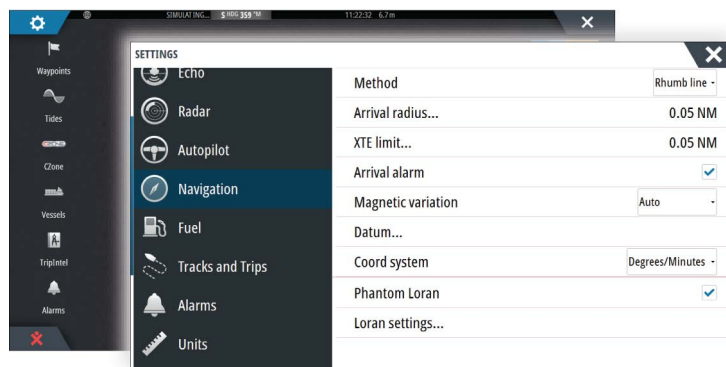 SIMULATING... S HDG 359 °M 11:22:32 6.7 m
Waypoints
Tides
CZONE
CZone
Vessels
TripIntel
Alarms
SETTINGS
Echo
Radar
Autopilot
Navigation
Fuel
Tracks and Trips
Alarms
Units
Method Rhumb line
Arrival radius... 0.05 NM
XTE limit... 0.05 NM
Arrival alarm
Magnetic variation Auto
Datum...
Coord system Degrees/Minutes
Phantom Loran
Loran settings...